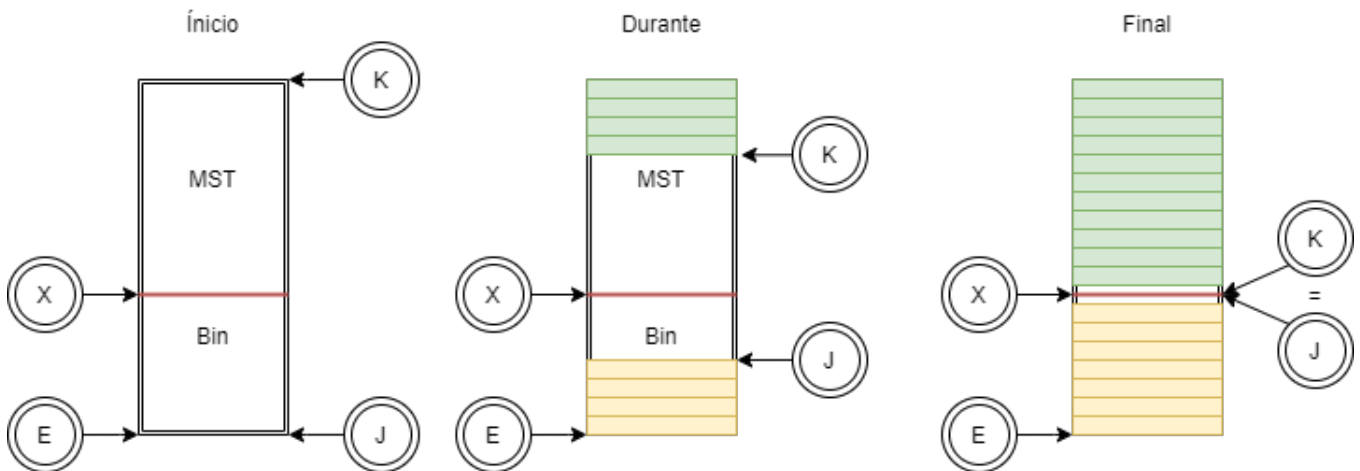 Ínicio
K
MST
X
Bin
E
J
Durante
K
MST
X
Bin
J
E
Final
K
X
=
J
E